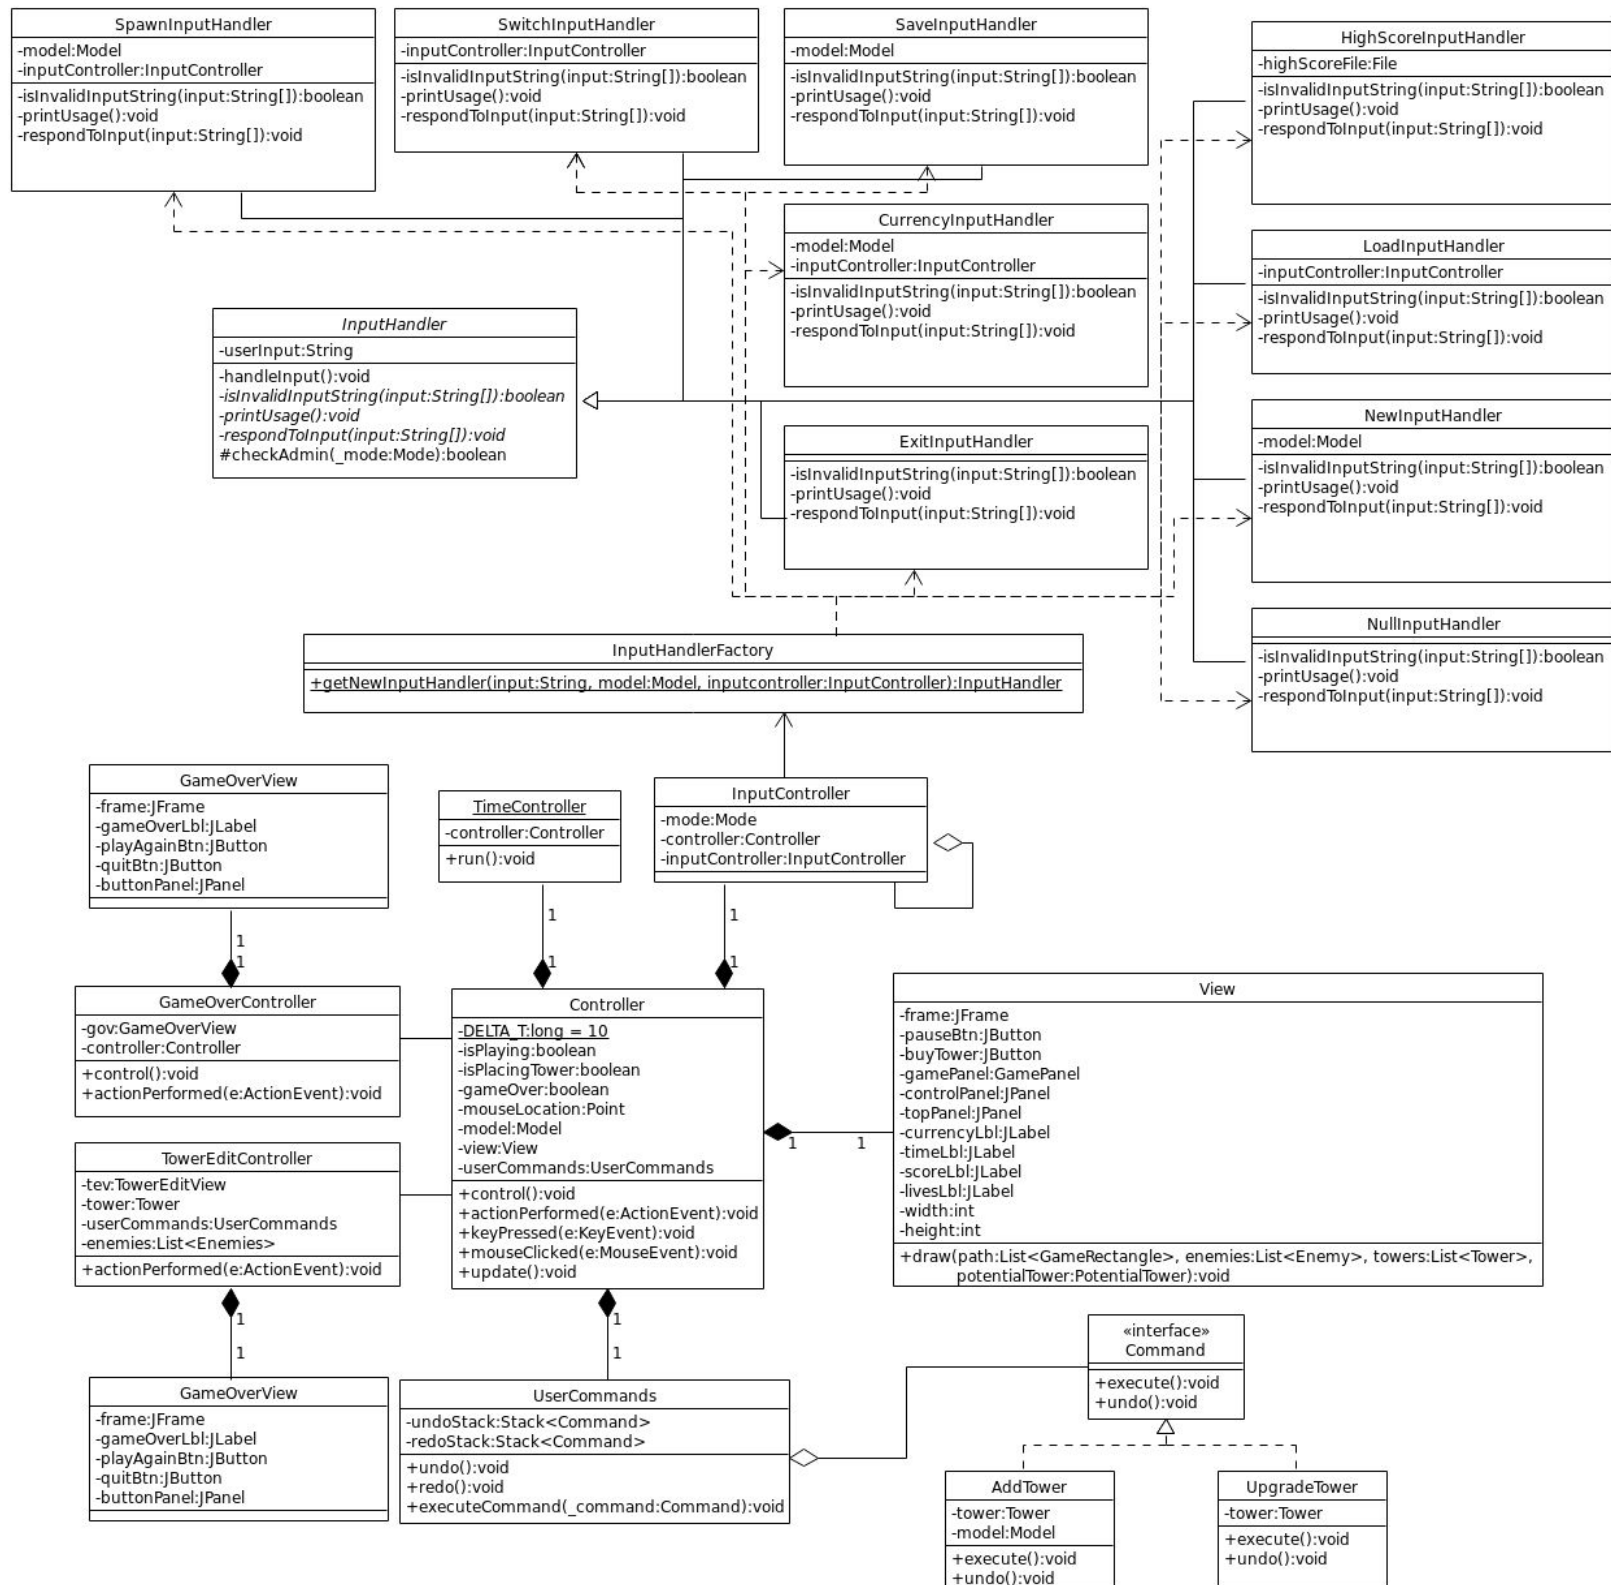 SpawnInputHandler
-model:Model
-inputController:InputController
-isInvalidInputString(input:String[]):boolean
-printUsage():void
-respondToInput(input:String[]):void
SwitchInputHandler
-inputController:InputController
-isInvalidInputString(input:String[]):boolean
-printUsage():void
-respondToInput(input:String[]):void
SaveInputHandler
-model:Model
-isInvalidInputString(input:String[]):boolean
-printUsage():void
-respondToInput(input:String[]):void
HighScoreInputHandler
-highScoreFile:File
-isInvalidInputString(input:String[]):boolean
-printUsage():void
-respondToInput(input:String[]):void
CurrencyInputHandler
-model:Model
-inputController:InputController
-isInvalidInputString(input:String[]):boolean
-printUsage():void
-respondToInput(input:String[]):void
LoadInputHandler
-inputController:InputController
-isInvalidInputString(input:String[]):boolean
-printUsage():void
-respondToInput(input:String[]):void
InputHandler
-userInput:String
-handleInput():void
-isInvalidInputString(input:String[]):boolean
-printUsage():void
-respondToInput(input:String[]):void
#checkAdmin(_mode:Mode):boolean
ExitInputHandler
-isInvalidInputString(input:String[]):boolean
-printUsage():void
-respondToInput(input:String[]):void
NewInputHandler
-model:Model
-isInvalidInputString(input:String[]):boolean
-printUsage():void
-respondToInput(input:String[]):void
NullInputHandler
-isInvalidInputString(input:String[]):boolean
-printUsage():void
-respondToInput(input:String[]):void
InputHandlerFactory
+getNewInputHandler(input:String, model:Model, inputcontroller:InputController):InputHandler
GameOverView
-frame:JFrame
-gameOverLbl:JLabel
-playAgainBtn:JButton
-quitBtn:JButton
-buttonPanel:JPanel
TimeController
-controller:Controller
+run():void
InputController
-mode:Mode
-controller:Controller
-inputController:InputController
1
1
1
1
1
1
GameOverController
-gov:GameOverView
-controller:Controller
+control():void
+actionPerformed(e:ActionEvent):void
Controller
-DELTA_T:long = 10
-isPlaying:boolean
-isPlacingTower:boolean
-gameOver:boolean
-mouseLocation:Point
-model:Model
-view:View
-userCommands:UserCommands
+control():void
+actionPerformed(e:ActionEvent):void
+keyPressed(e:KeyEvent):void
+mouseClicked(e:MouseEvent):void
+update():void
1
1
View
-frame:JFrame
-pauseBtn:JButton
-buyTower:JButton
-gamePanel:GamePanel
-controlPanel:JPanel
-topPanel:JPanel
-currencyLbl:JLabel
-timeLbl:JLabel
-scoreLbl:JLabel
-livesLbl:JLabel
-width:int
-height:int
+draw(path:List<GameRectangle>, enemies:List<Enemy>, towers:List<Tower>,
potentialTower:PotentialTower):void
TowerEditController
-tev:TowerEditView
-tower:Tower
-userCommands:UserCommands
-enemies:List<Enemies>
+actionPerformed(e:ActionEvent):void
1
1
1
1
GameOverView
-frame:JFrame
-gameOverLbl:JLabel
-playAgainBtn:JButton
-quitBtn:JButton
-buttonPanel:JPanel
UserCommands
-undoStack:Stack<Command>
-redoStack:Stack<Command>
+undo():void
+redo():void
+executeCommand(_command:Command):void
«interface»
Command
+execute():void
+undo():void
AddTower
-tower:Tower
-model:Model
+execute():void
+undo():void
UpgradeTower
-tower:Tower
+execute():void
+undo():void